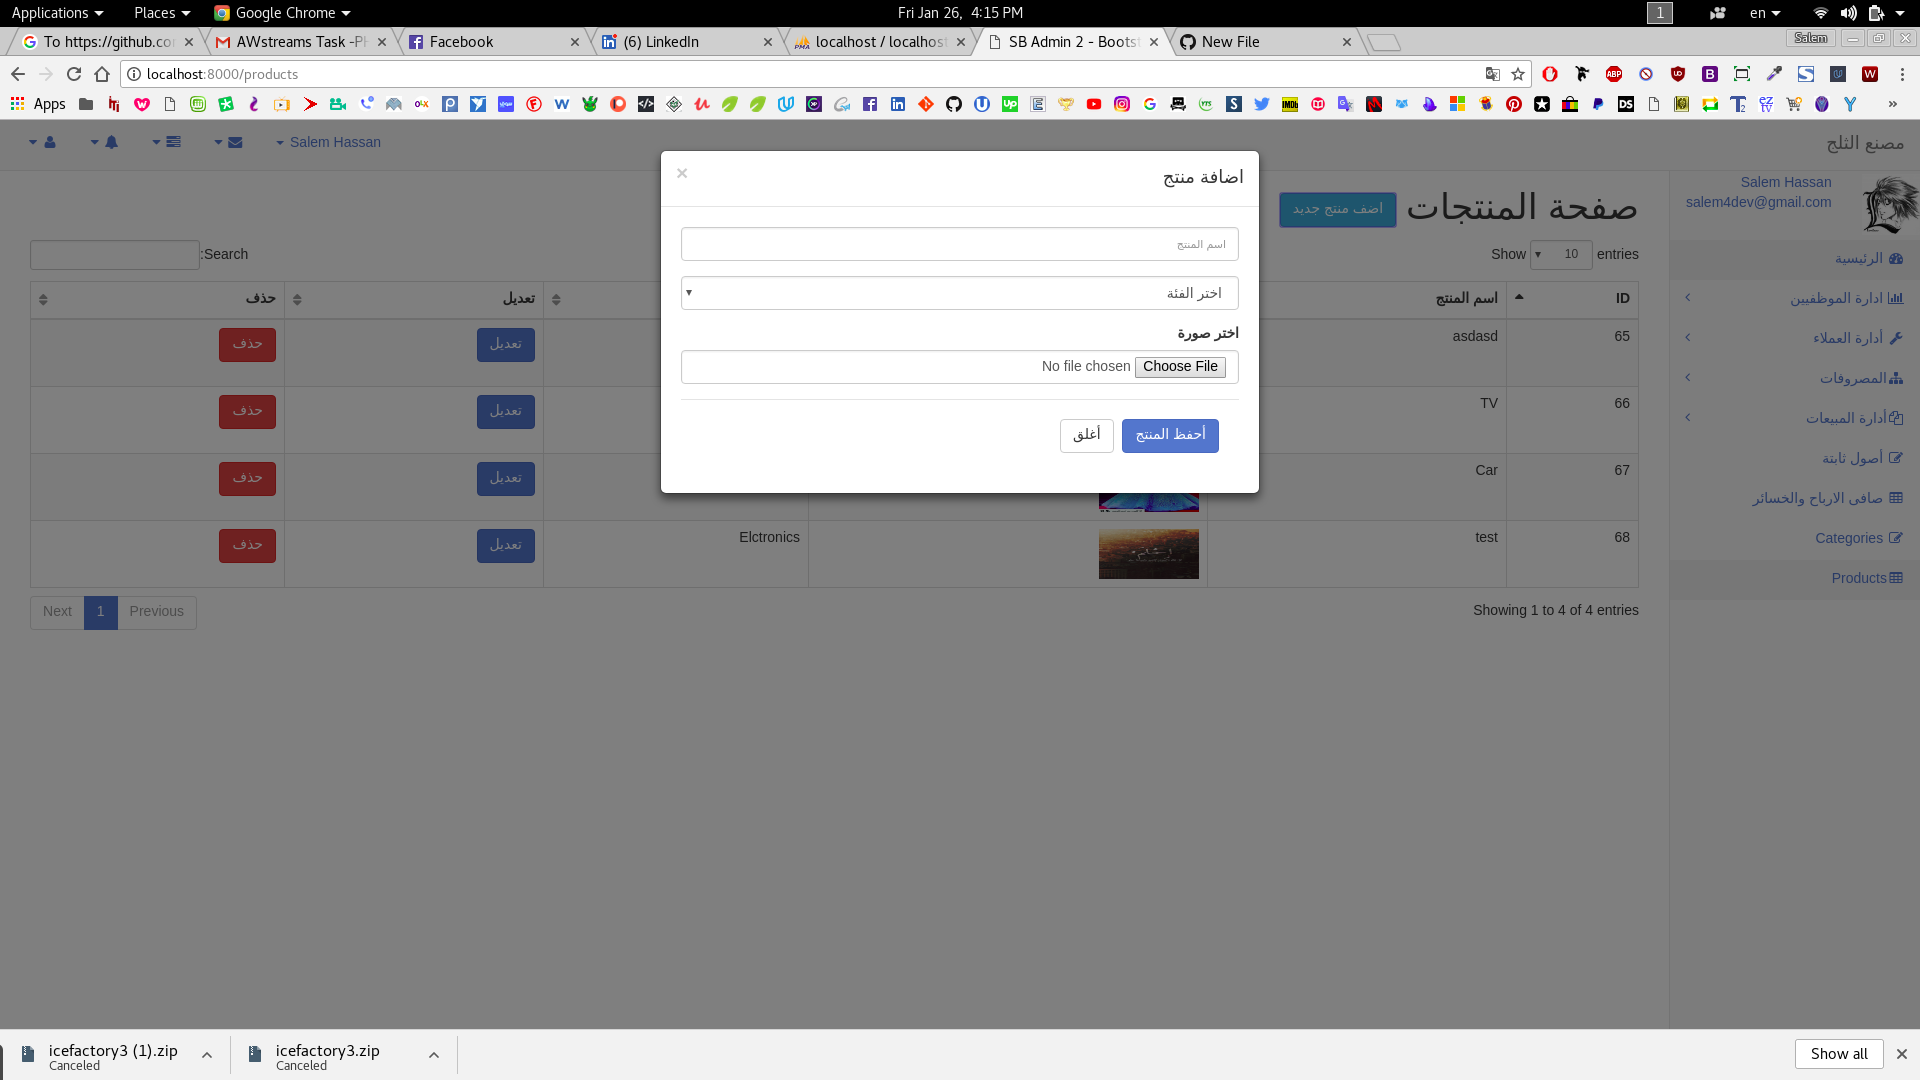 Applications Places Google Chrome Fri Jan 26, 4:15 PM 1 en
To https://github.co AWstreams Task -P Facebook (6) LinkedIn localhost / localhos SB Admin 2 - Boots New File Salem
localhost:8000/products
Apps
Salem Hassan
مصنع الثلج
Salem Hassan
salem4dev@gmail.com
الرئيسية
ادارة الموظفيين
أدارة العملاء
المصروفات
أدارة المبيعات
أصول ثابتة
صافى الارباح والخسائر
Categories
Products
صفحة المنتجات اضف منتج جديد
Show 10 entries
Search:
ID اسم المنتج تعديل حذف
65 asdasd تعديل حذف
66 TV تعديل حذف
67 Car تعديل حذف
68 test Elctronics تعديل حذف
Showing 1 to 4 of 4 entries
Next 1 Previous
اضافة منتج ×
اسم المنتج
اختر الفئة
اختر صورة
Choose File No file chosen
أحفظ المنتج أغلق
icefactory3 (1).zip
Canceled
icefactory3.zip
Canceled
Show all